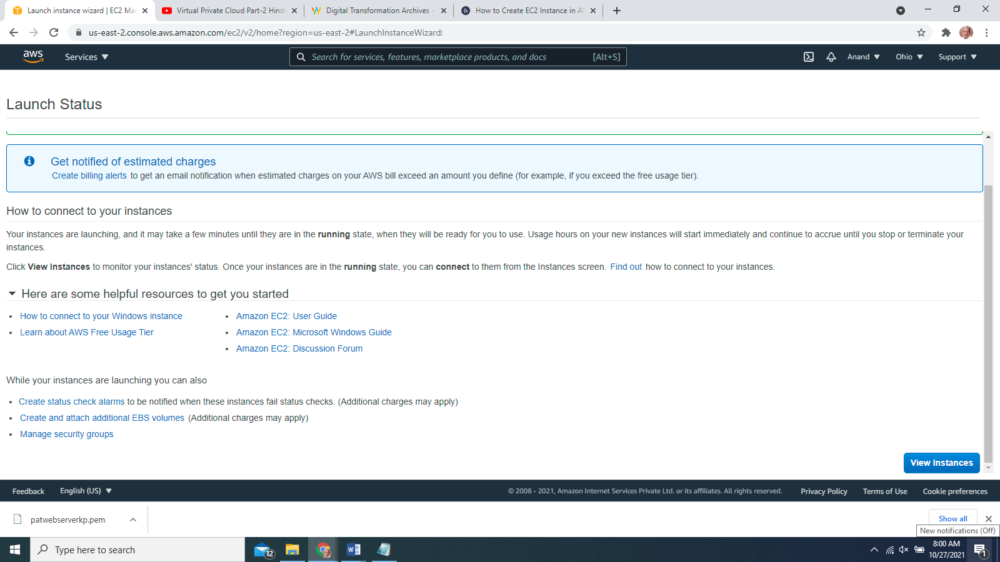 Launch instance wizard | EC2 Ma
Virtual Private Cloud Part-2 Hindi
Digital Transformation Archives -
How to Create EC2 Instance in A
us-east-2.console.aws.amazon.com/ec2/v2/home?region=us-east-2#LaunchInstanceWizard:
aws
Services
Search for services, features, marketplace products, and docs
[Alt+S]
Anand
Ohio
Support
Launch Status
Get notified of estimated charges
Create billing alerts to get an email notification when estimated charges on your AWS bill exceed an amount you define (for example, if you exceed the free usage tier).
How to connect to your instances
Your instances are launching, and it may take a few minutes until they are in the running state, when they will be ready for you to use. Usage hours on your new instances will start immediately and continue to accrue until you stop or terminate your
instances.
Click View Instances to monitor your instances' status. Once your instances are in the running state, you can connect to them from the Instances screen. Find out how to connect to your instances.
Here are some helpful resources to get you started
• How to connect to your Windows instance
• Learn about AWS Free Usage Tier
• Amazon EC2: User Guide
• Amazon EC2: Microsoft Windows Guide
• Amazon EC2: Discussion Forum
While your instances are launching you can also
• Create status check alarms to be notified when these instances fail status checks. (Additional charges may apply)
• Create and attach additional EBS volumes (Additional charges may apply)
• Manage security groups
View Instances
Feedback
English (US)
© 2008 - 2021, Amazon Internet Services Private Ltd. or its affiliates. All rights reserved.
Privacy Policy
Terms of Use
Cookie preferences
patwebserverkp.pem
Show all
New notifications (Off)
Type here to search
12
8:00 AM
10/27/2021
1